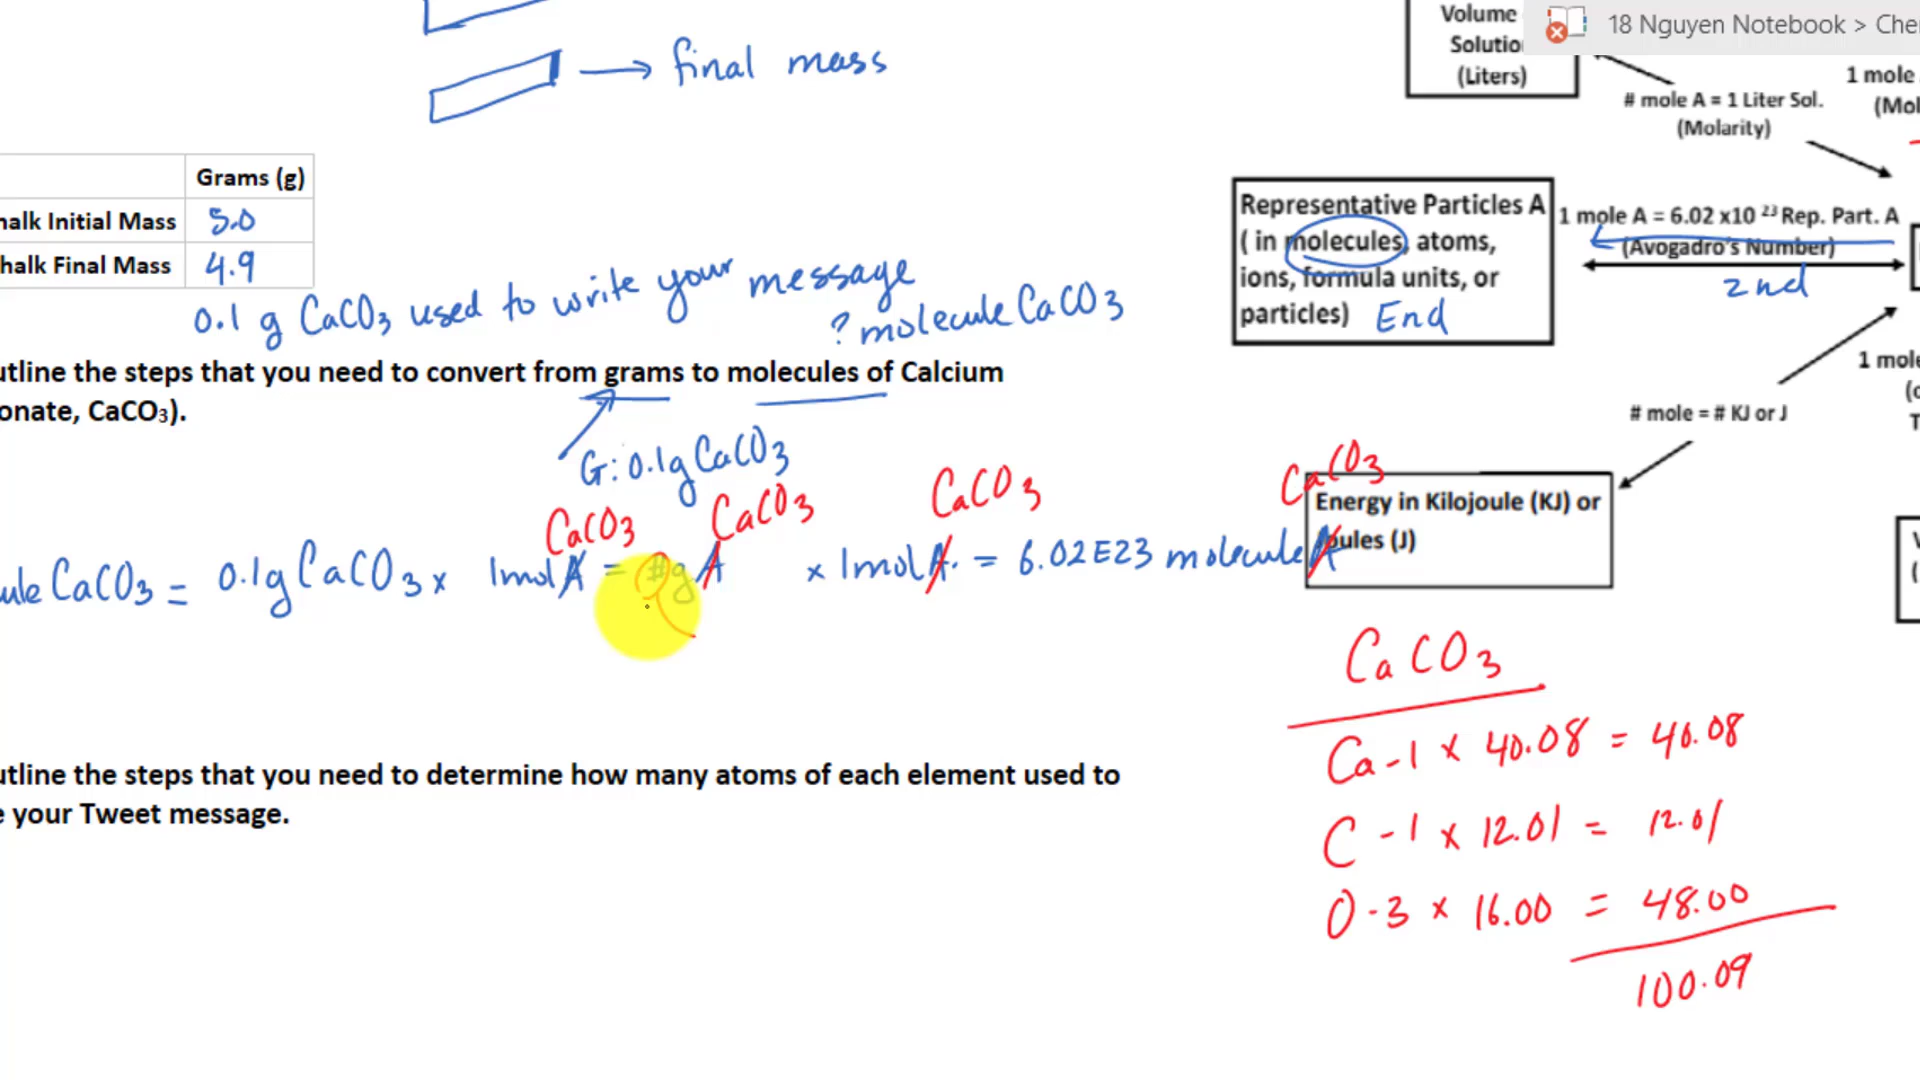 18 Nguyen Notebook > Che
final mass
Volume
Solutio
(Liters)
1 mole
(Mol
# mole A = 1 Liter Sol.
(Molarity)
Grams (g)
halk Initial Mass 5.0
halk Final Mass 4.9
0.1 g CaCO3 used to write your message
? molecule CaCO3
Representative Particles A
( in molecules, atoms,
ions, formula units, or
particles) End
1 mole A = 6.02 x10 23 Rep. Part. A
(Avogadro's Number)
2nd
utline the steps that you need to convert from grams to molecules of Calcium
onate, CaCO3).
G: 0.1g CaCO3
# mole = # KJ or J
1 mole
(c
T
CaCO3 CaCO3 CaCO3 CaCO3
Energy in Kilojoule (KJ) or
oules (J)
ule CaCO3 = 0.1g CaCO3 x 1mol A = #g A x 1mol A = 6.02E23 molecule A
V
(
CaCO3
Ca - 1 x 40.08 = 40.08
C - 1 x 12.01 = 12.01
O - 3 x 16.00 = 48.00
100.09
utline the steps that you need to determine how many atoms of each element used to
e your Tweet message.